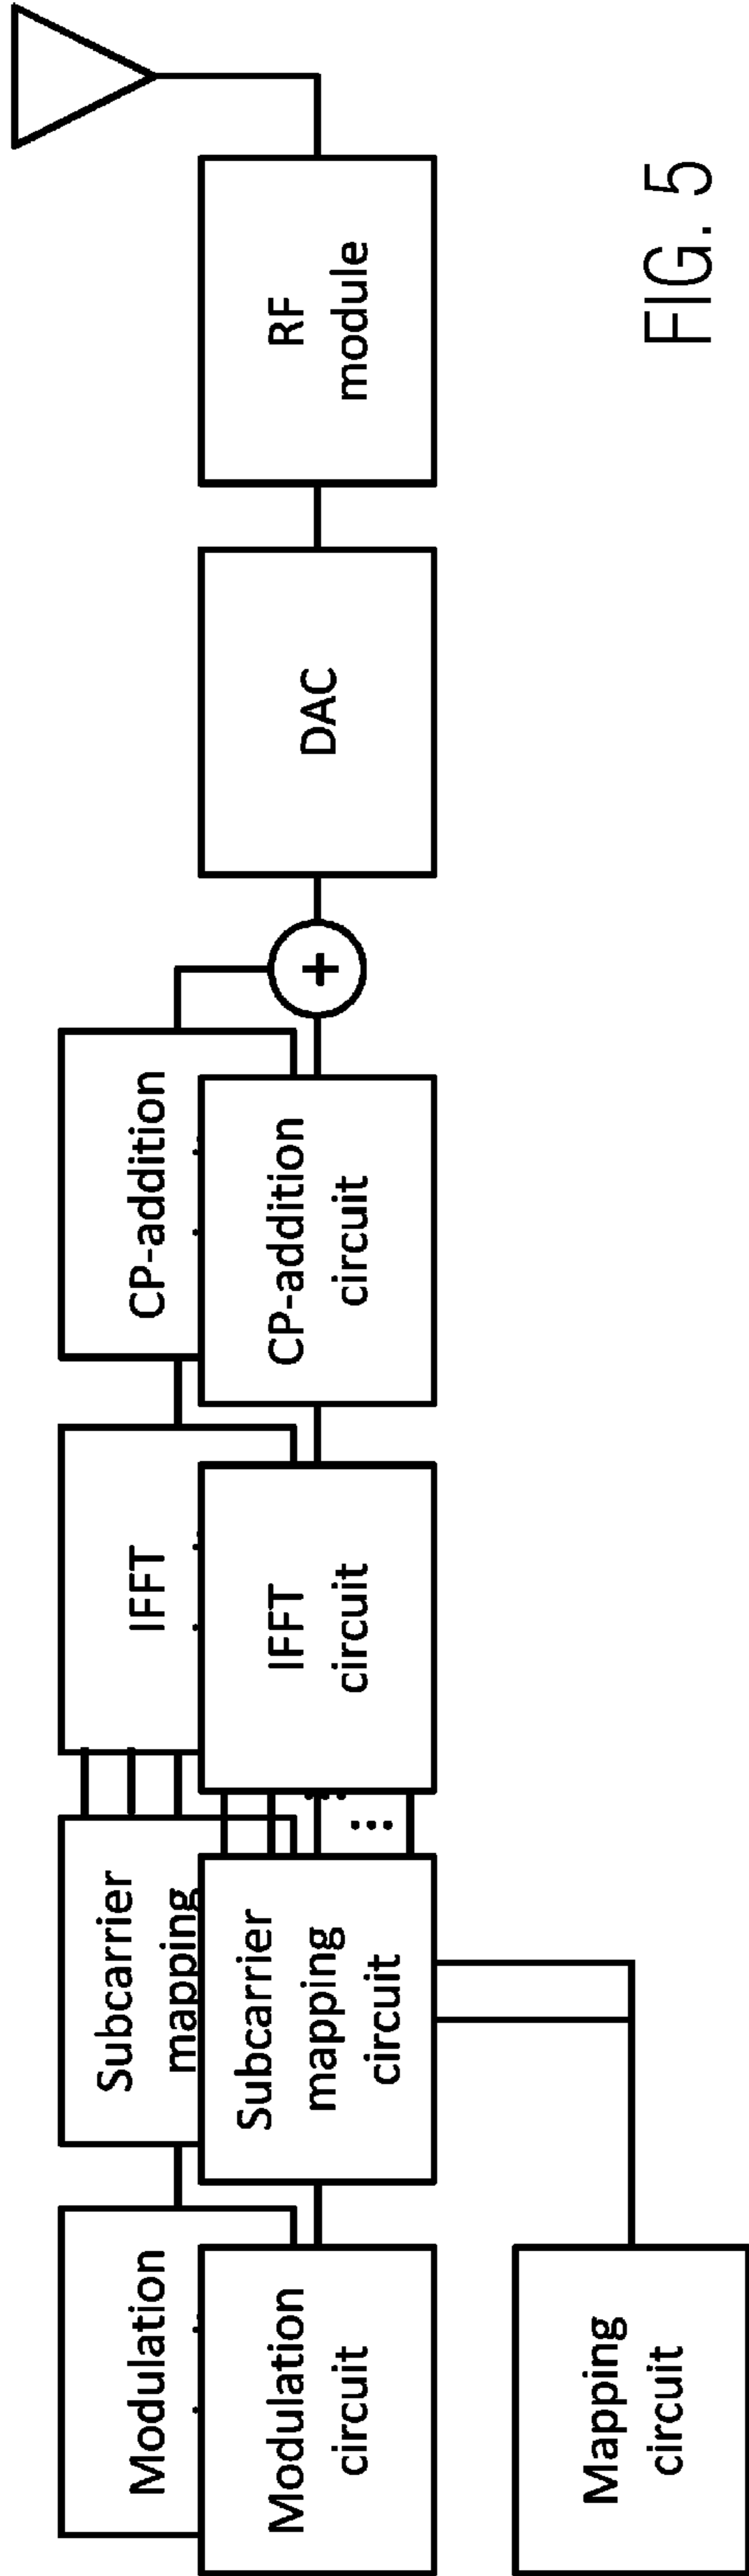 Modulation
Modulation
circuit
Subcarrier
mapping
Subcarrier
mapping
circuit
IFFT
IFFT
circuit
CP-addition
CP-addition
circuit
+
DAC
RF
module
Mapping
circuit
FIG. 5